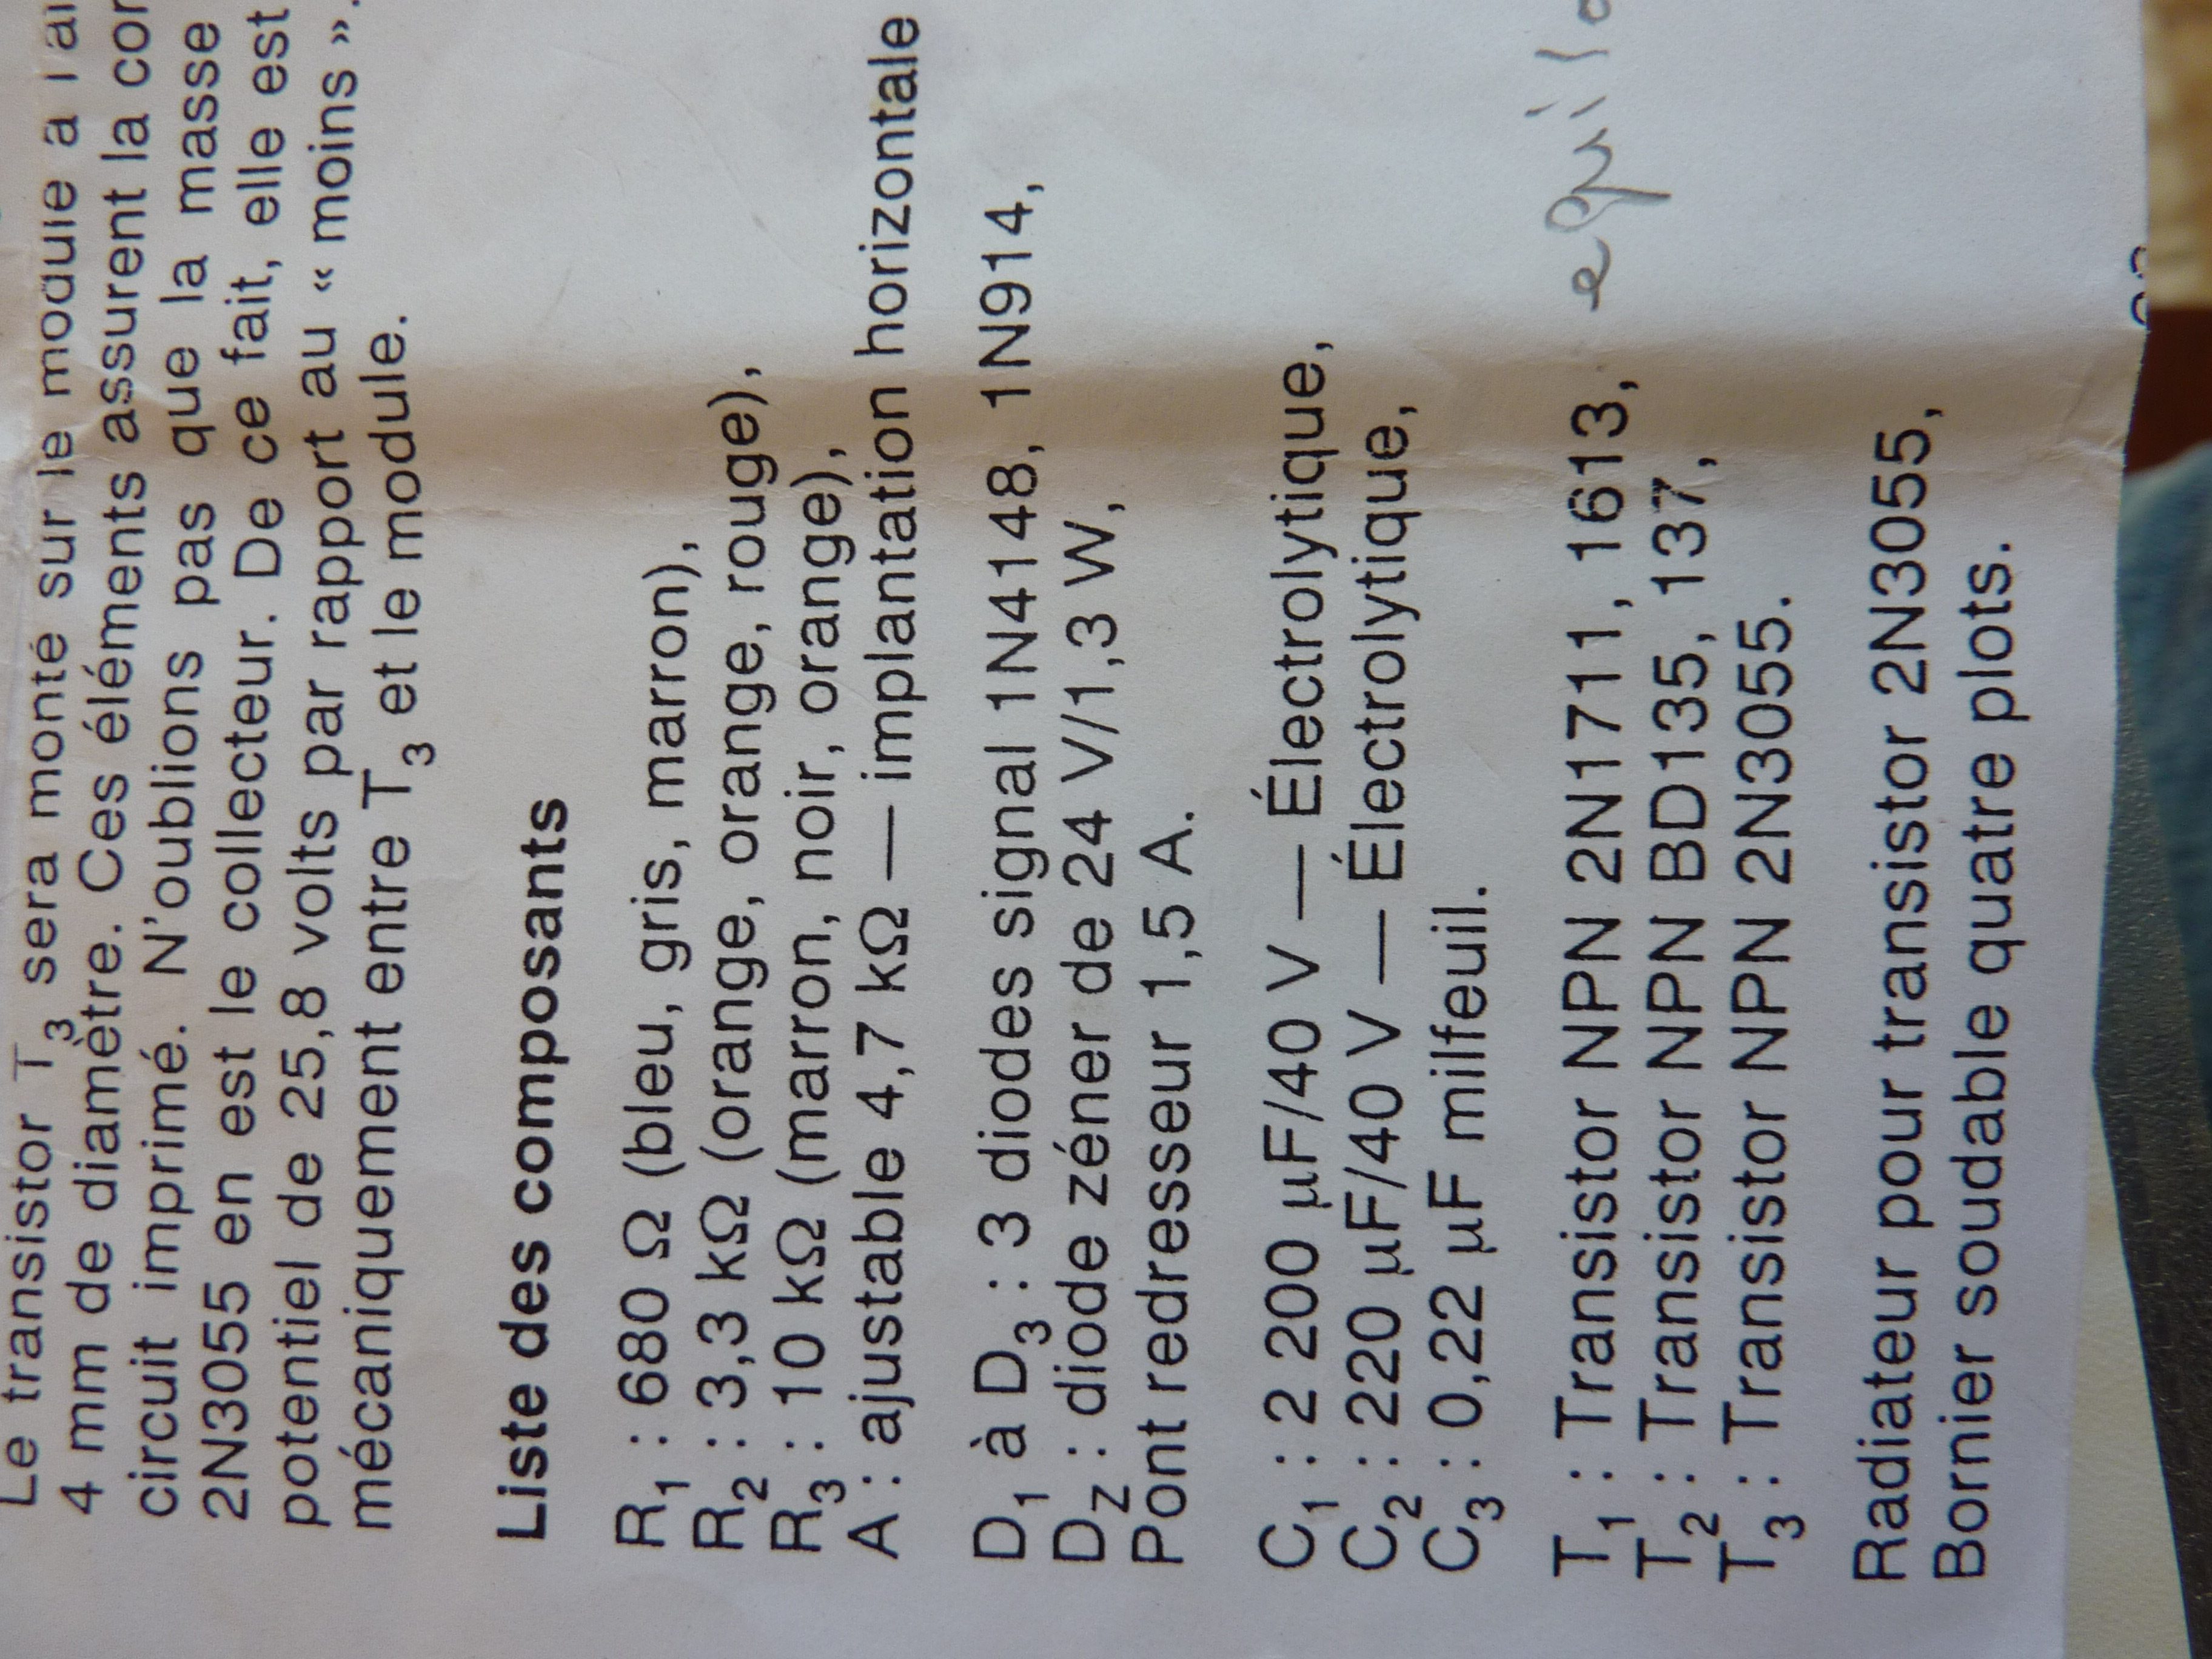 Le transistor T3 sera monté sur le module à l'ai
4 mm de diamètre. Ces éléments assurent la con
circuit imprimé. N'oublions pas que la masse
2N3055 en est le collecteur. De ce fait, elle est
potentiel de 25,8 volts par rapport au « moins ».
mécaniquement entre T3 et le module.
Liste des composants
R1 : 680 Ω (bleu, gris, marron),
R2 : 3,3 kΩ (orange, orange, rouge),
R3 : 10 kΩ (marron, noir, orange),
A : ajustable 4,7 kΩ — implantation horizontale
D1 à D3 : 3 diodes signal 1N4148, 1N914,
DZ : diode zéner de 24 V/1,3 W,
Pont redresseur 1,5 A.
C1 : 2 200 µF/40 V — Électrolytique,
C2 : 220 µF/40 V — Électrolytique,
C3 : 0,22 µF milfeuil.
T1 : Transistor NPN 2N1711, 1613,
T2 : Transistor NPN BD135, 137,
T3 : Transistor NPN 2N3055.
Radiateur pour transistor 2N3055,
Bornier soudable quatre plots.